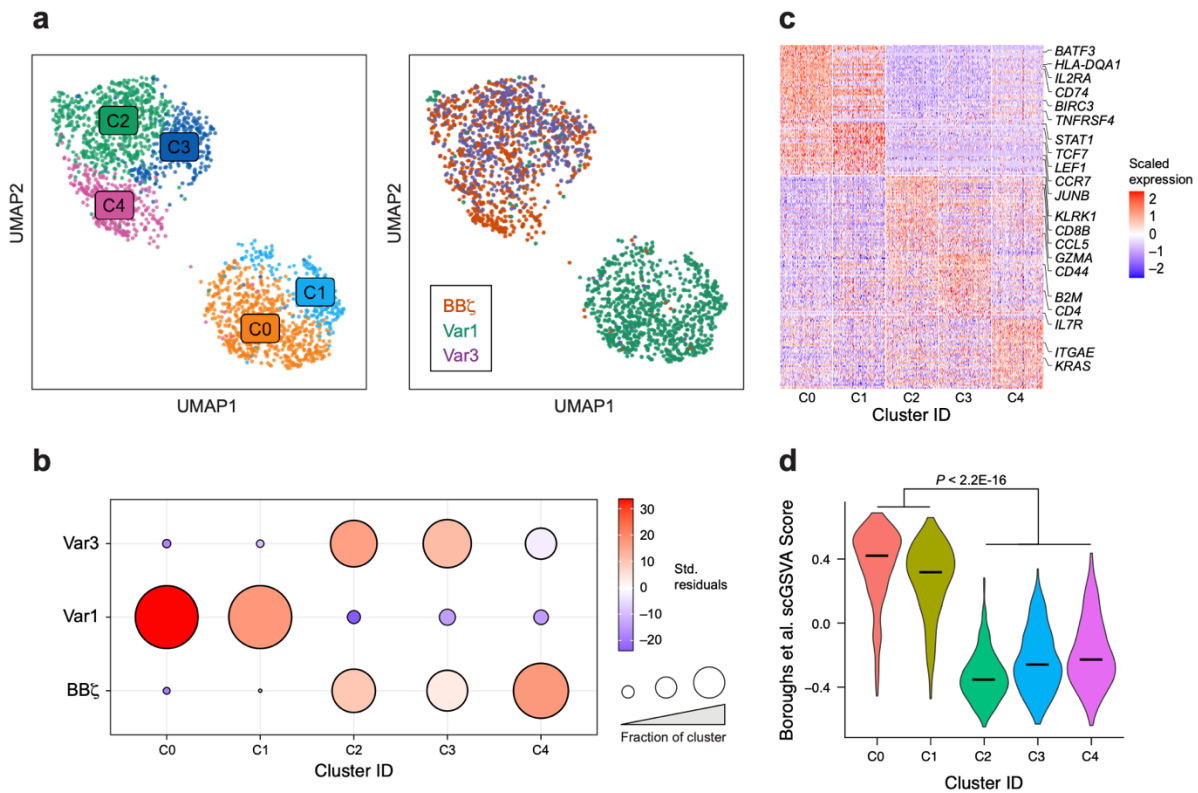 a
C2
C3
C4
C1
C0
UMAP2
UMAP1
UMAP2
BBζ
Var1
Var3
UMAP1
c
BATF3
HLA-DQA1
IL2RA
CD74
BIRC3
TNFRSF4
STAT1
TCF7
LEF1
CCR7
JUNB
KLRK1
CD8B
CCL5
GZMA
CD44
B2M
CD4
IL7R
ITGAE
KRAS
C0 C1 C2 C3 C4
Cluster ID
Scaled
expression
2
1
0
−1
−2
b
Var3
Var1
BBζ
C0 C1 C2 C3 C4
Cluster ID
30
20
10
0
−10
−20
Std.
residuals
Fraction of cluster
d
P < 2.2E-16
Boroughs et al. scGSVA Score
0.4
0.0
−0.4
C0 C1 C2 C3 C4
Cluster ID